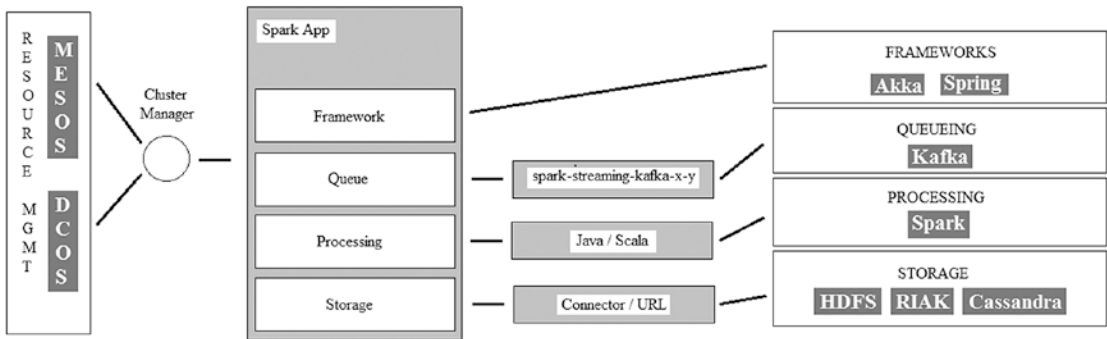 RESOURCE MGMT
MESOS
DCOS
Cluster
Manager
Spark App
Framework
Queue
Processing
Storage
spark-streaming-kafka-x-y
Java / Scala
Connector / URL
FRAMEWORKS
Akka Spring
QUEUEING
Kafka
PROCESSING
Spark
STORAGE
HDFS RIAK Cassandra